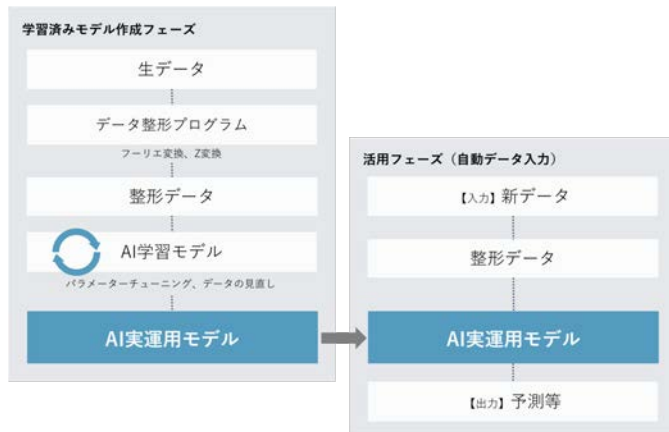 学習済みモデル作成フェーズ
生データ
データ整形プログラム
フーリエ変換、Z変換
整形データ
AI学習モデル
パラメーターチューニング、データの見直し
AI実運用モデル
活用フェーズ（自動データ入力）
【入力】新データ
整形データ
AI実運用モデル
【出力】予測等